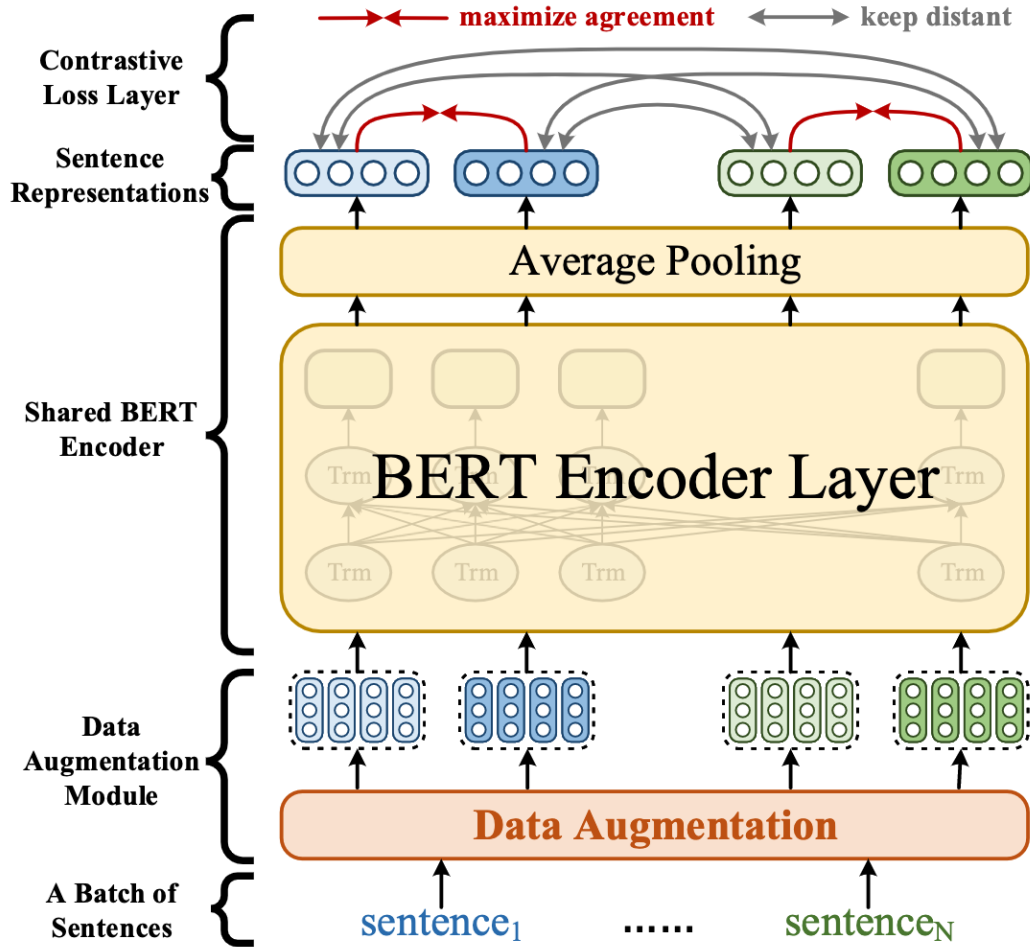 maximize agreement
keep distant
Contrastive
Loss Layer
Sentence
Representations
Average Pooling
Shared BERT
Encoder
Trm Trm Trm Trm
BERT Encoder Layer
Trm Trm Trm Trm
Data
Augmentation
Module
Data Augmentation
A Batch of
Sentences
sentence₁ ...... sentence_N